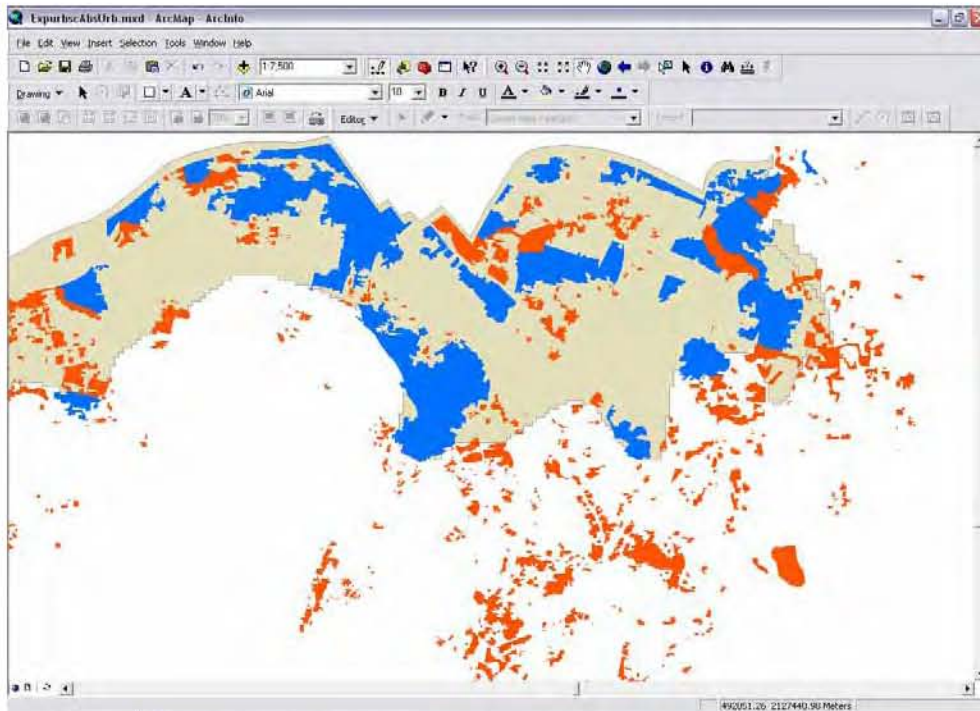 ExpurbscAbsUrb.mxd - ArcMap - ArcInfo
File Edit View Insert Selection Tools Window Help
1:7,500
Drawing A Arial 10 B I U A
Editor
492051.26 2127440.98 Meters